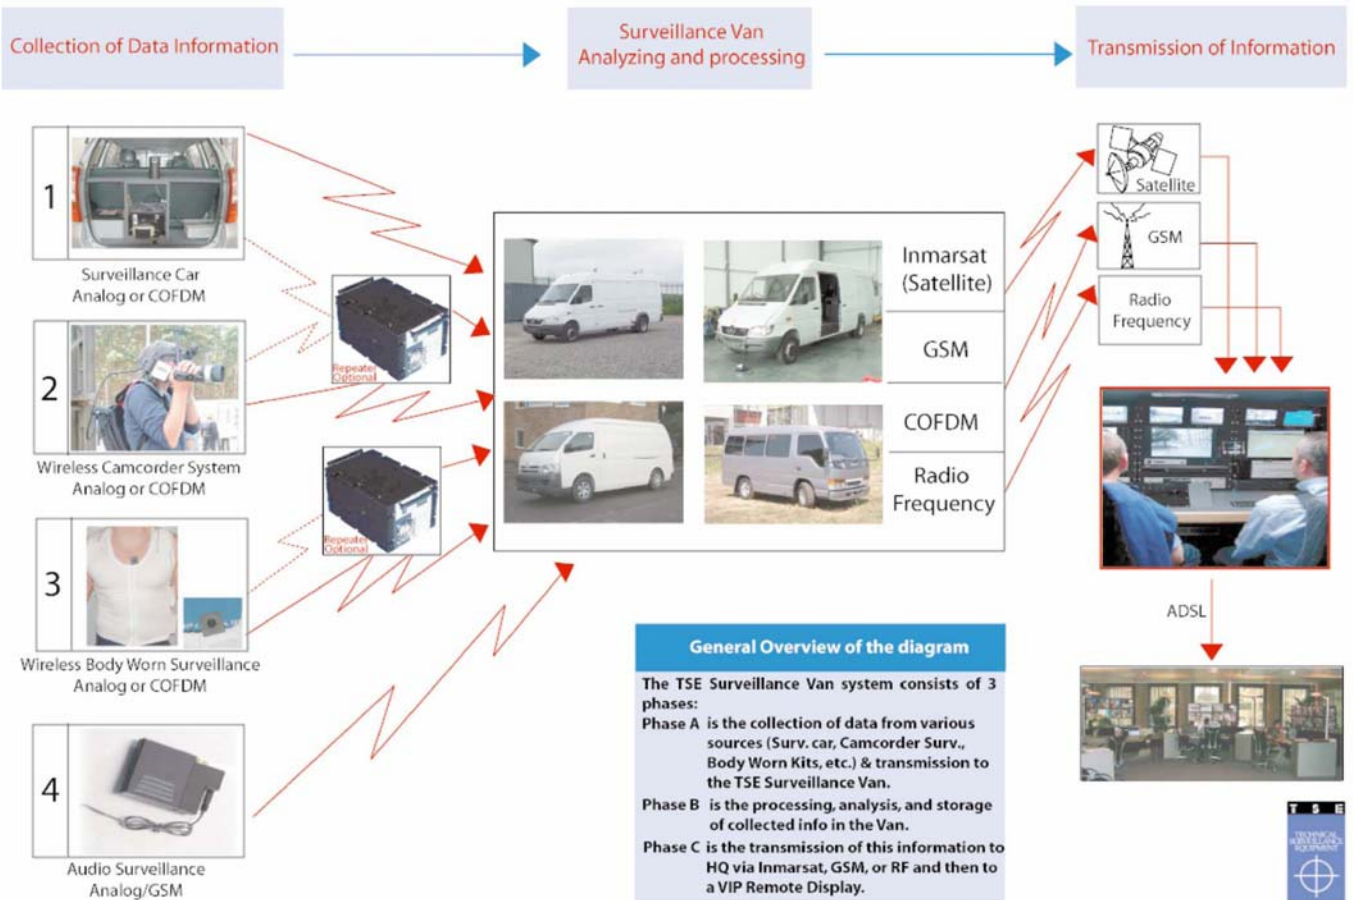 Collection of Data Information
Surveillance Van
Analyzing and processing
Transmission of Information
1
Surveillance Car
Analog or COFDM
2
Wireless Camcorder System
Analog or COFDM
3
Wireless Body Worn Surveillance
Analog or COFDM
4
Audio Surveillance
Analog/GSM
Repeater
Optional
Repeater
Optional
Inmarsat
(Satellite)
GSM
COFDM
Radio
Frequency
Satellite
GSM
Radio
Frequency
ADSL
General Overview of the diagram
The TSE Surveillance Van system consists of 3
phases:
Phase A is the collection of data from various
sources (Surv. car, Camcorder Surv.,
Body Worn Kits, etc.) & transmission to
the TSE Surveillance Van.
Phase B is the processing, analysis, and storage
of collected info in the Van.
Phase C is the transmission of this information to
HQ via Inmarsat, GSM, or RF and then to
a VIP Remote Display.
T S E
TECHNICAL
SURVEILLANCE
EQUIPMENT